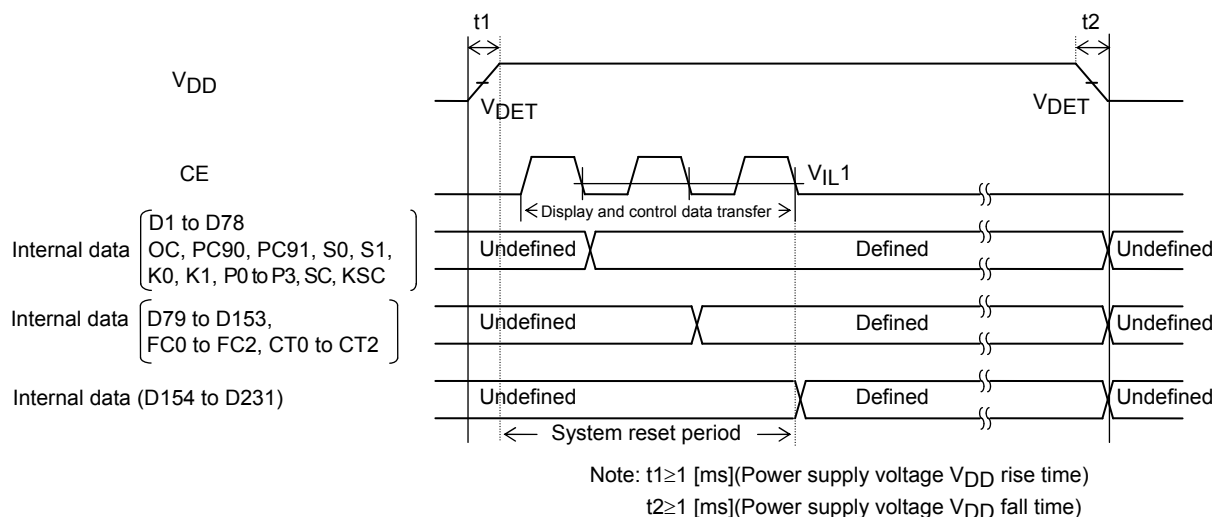 t1
t2
VDD
VDET
VDET
CE
VIL1
Display and control data transfer
Internal data
D1 to D78
OC, PC90, PC91, S0, S1,
K0, K1, P0 to P3, SC, KSC
Undefined
Defined
Undefined
Internal data
D79 to D153,
FC0 to FC2, CT0 to CT2
Undefined
Defined
Undefined
Internal data (D154 to D231)
Undefined
Defined
Undefined
System reset period
Note: t1≥1 [ms](Power supply voltage VDD rise time)
t2≥1 [ms](Power supply voltage VDD fall time)